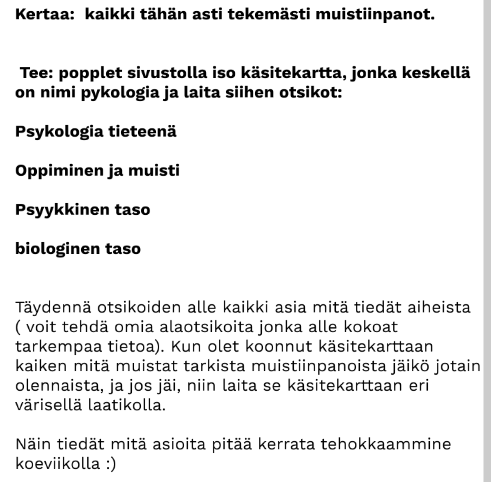 Kertaa:  kaikki tähän asti tekemästi muistiinpanot.
Tee: popplet sivustolla iso käsitekartta, jonka keskellä
on nimi pykologia ja laita siihen otsikot:
Psykologia tieteenä
Oppiminen ja muisti
Psyykkinen taso
biologinen taso
Täydennä otsikoiden alle kaikki asia mitä tiedät aiheista
( voit tehdä omia alaotsikoita jonka alle kokoat
tarkempaa tietoa). Kun olet koonnut käsitekarttaan
kaiken mitä muistat tarkista muistiinpanoista jäikö jotain
olennaista, ja jos jäi, niin laita se käsitekarttaan eri
värisellä laatikolla.
Näin tiedät mitä asioita pitää kerrata tehokkaammine
koeviikolla :)